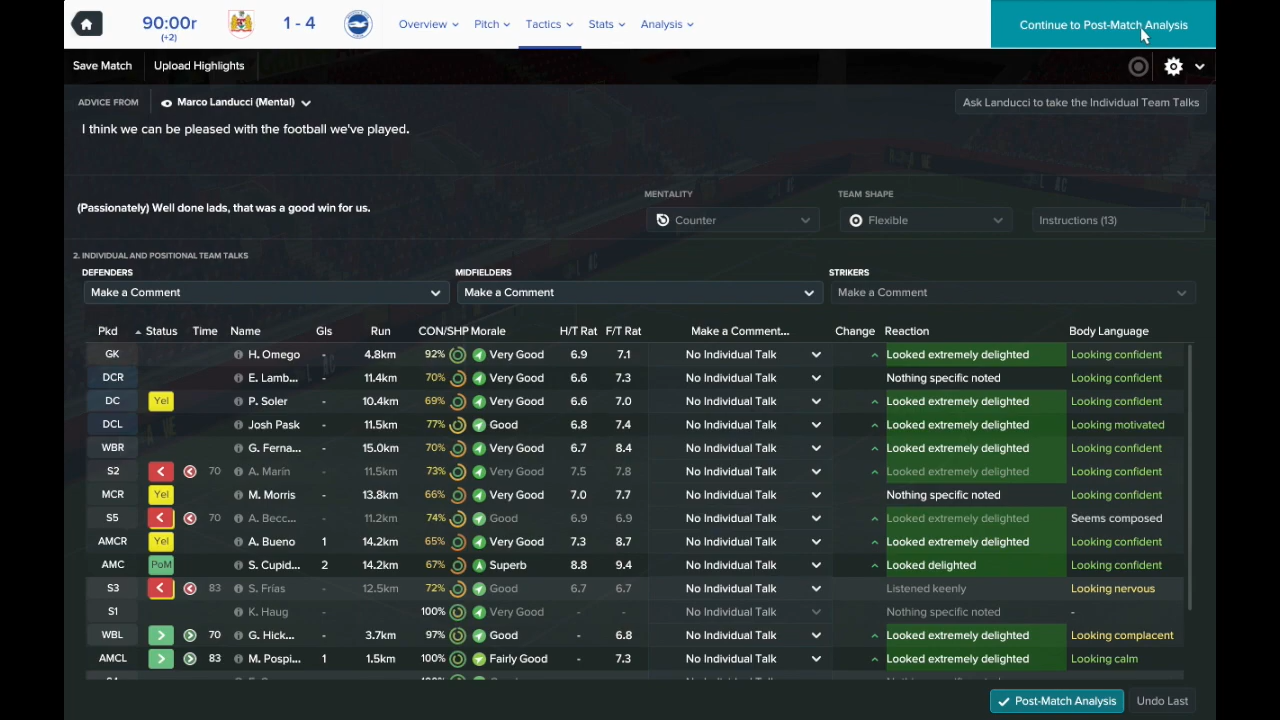 90:00r
(+2)
1 - 4
Overview
Pitch
Tactics
Stats
Analysis
Continue to Post-Match Analysis
Save Match
Upload Highlights
ADVICE FROM
Marco Landucci (Mental)
Ask Landucci to take the Individual Team Talks
I think we can be pleased with the football we've played.
MENTALITY
TEAM SHAPE
(Passionately) Well done lads, that was a good win for us.
Counter
Flexible
Instructions (13)
2. INDIVIDUAL AND POSITIONAL TEAM TALKS
DEFENDERS
MIDFIELDERS
STRIKERS
Make a Comment
Make a Comment
Make a Comment
Pkd Status Time Name Gls Run CON/SHP Morale H/T Rat F/T Rat Make a Comment... Change Reaction Body Language
GK H. Omego - 4.8km 92% Very Good 6.9 7.1 No Individual Talk Looked extremely delighted Looking confident
DCR E. Lamb... - 11.4km 70% Very Good 6.6 7.3 No Individual Talk Nothing specific noted Looking confident
DC Yel P. Soler - 10.4km 69% Very Good 6.6 7.0 No Individual Talk Looked extremely delighted Looking confident
DCL Josh Pask - 11.5km 77% Good 6.8 7.4 No Individual Talk Looked extremely delighted Looking motivated
WBR G. Ferna... - 15.0km 70% Very Good 6.7 8.4 No Individual Talk Looked extremely delighted Looking confident
S2 70 A. Marín - 11.5km 73% Very Good 7.5 7.8 No Individual Talk Looked extremely delighted Looking confident
MCR Yel M. Morris - 13.8km 66% Very Good 7.0 7.7 No Individual Talk Nothing specific noted Looking confident
S5 70 A. Becc... - 11.2km 74% Good 6.9 6.9 No Individual Talk Looked extremely delighted Seems composed
AMCR Yel A. Bueno 1 14.2km 65% Very Good 7.3 8.7 No Individual Talk Looked extremely delighted Looking confident
AMC PoM S. Cupid... 2 14.2km 67% Superb 8.8 9.4 No Individual Talk Looked delighted Looking confident
S3 83 S. Frías - 12.5km 72% Good 6.7 6.7 No Individual Talk Listened keenly Looking nervous
S1 K. Haug - 100% Very Good - - No Individual Talk Nothing specific noted -
WBL 70 G. Hick... - 3.7km 97% Good - 6.8 No Individual Talk Looked extremely delighted Looking complacent
AMCL 83 M. Pospi... 1 1.5km 100% Fairly Good - 7.3 No Individual Talk Looked extremely delighted Looking calm
Post-Match Analysis
Undo Last